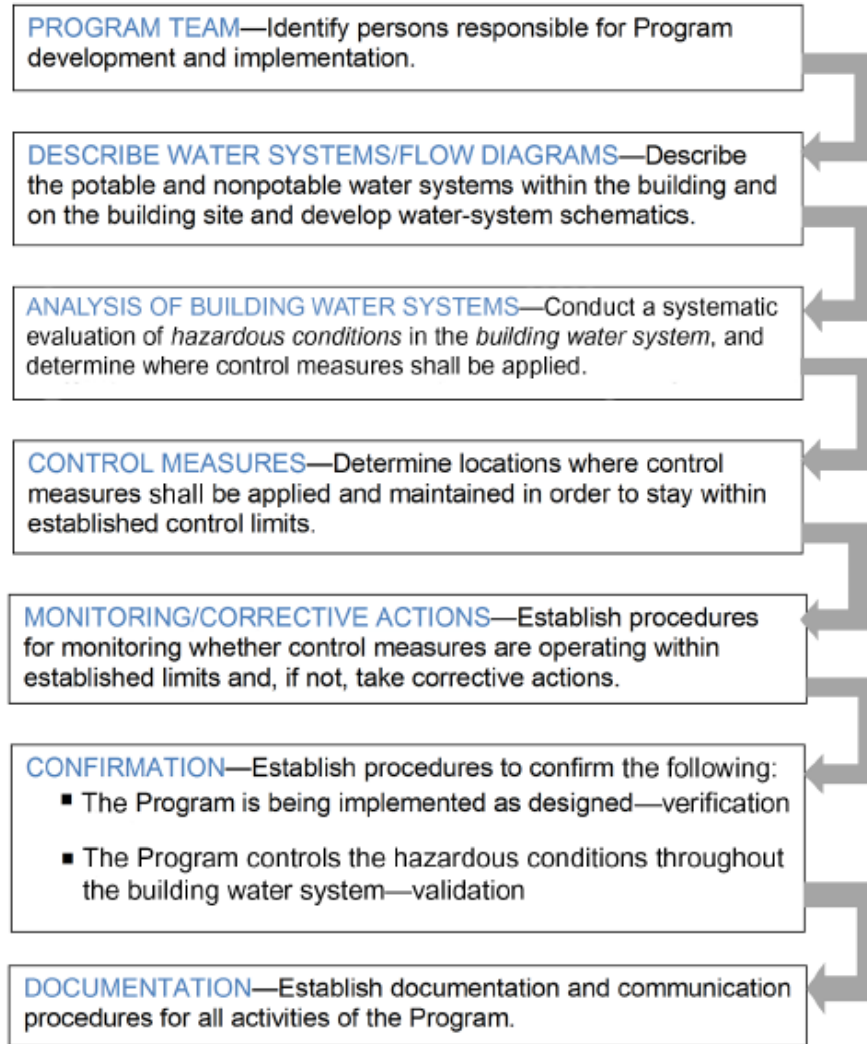 PROGRAM TEAM—Identify persons responsible for Program
development and implementation.
DESCRIBE WATER SYSTEMS/FLOW DIAGRAMS—Describe
the potable and nonpotable water systems within the building and
on the building site and develop water-system schematics.
ANALYSIS OF BUILDING WATER SYSTEMS—Conduct a systematic
evaluation of hazardous conditions in the building water system, and
determine where control measures shall be applied.
CONTROL MEASURES—Determine locations where control
measures shall be applied and maintained in order to stay within
established control limits.
MONITORING/CORRECTIVE ACTIONS—Establish procedures
for monitoring whether control measures are operating within
established limits and, if not, take corrective actions.
CONFIRMATION—Establish procedures to confirm the following:
▪ The Program is being implemented as designed—verification
▪ The Program controls the hazardous conditions throughout
the building water system—validation
DOCUMENTATION—Establish documentation and communication
procedures for all activities of the Program.